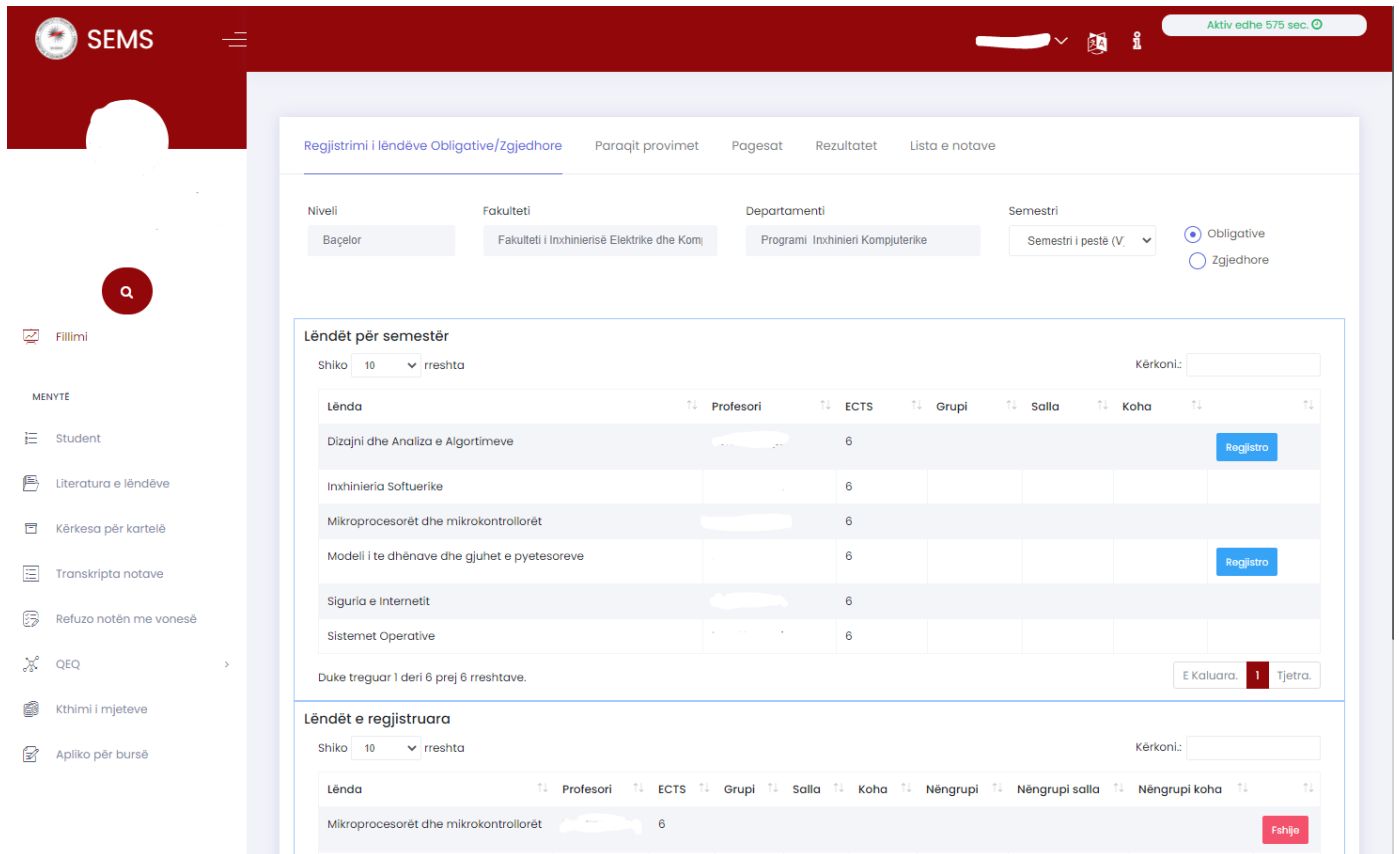 SEMS
Aktiv edhe 575 sec.
Fillimi
MENYTË
Student
Literatura e lëndëve
Kërkesa për kartelë
Transkripta notave
Refuzo notën me vonesë
QEQ
Kthimi i mjeteve
Apliko për bursë
Regjistrimi i lëndëve Obligative/Zgjedhore Paraqit provimet Pagesat Rezultatet Lista e notave
Niveli Fakulteti Departamenti Semestri
Baçelor Fakulteti i Inxhinierisë Elektrike dhe Komp Programi Inxhinieri Kompjuterike Semestri i pestë (V) Obligative
Zgjedhore
Lëndët për semestër
Shiko 10 rreshta Kërkoni.:
Lënda Profesori ECTS Grupi Salla Koha
Dizajni dhe Analiza e Algortimeve 6 Regjistro
Inxhinieria Softuerike 6
Mikroprocesorët dhe mikrokontrollorët 6
Modeli i te dhënave dhe gjuhet e pyetesoreve 6 Regjistro
Siguria e Internetit 6
Sistemet Operative 6
Duke treguar 1 deri 6 prej 6 rreshtave. E Kaluara. 1 Tjetra.
Lëndët e regjistruara
Shiko 10 rreshta Kërkoni.:
Lënda Profesori ECTS Grupi Salla Koha Nëngrupi Nëngrupi salla Nëngrupi koha
Mikroprocesorët dhe mikrokontrollorët 6 Fshije